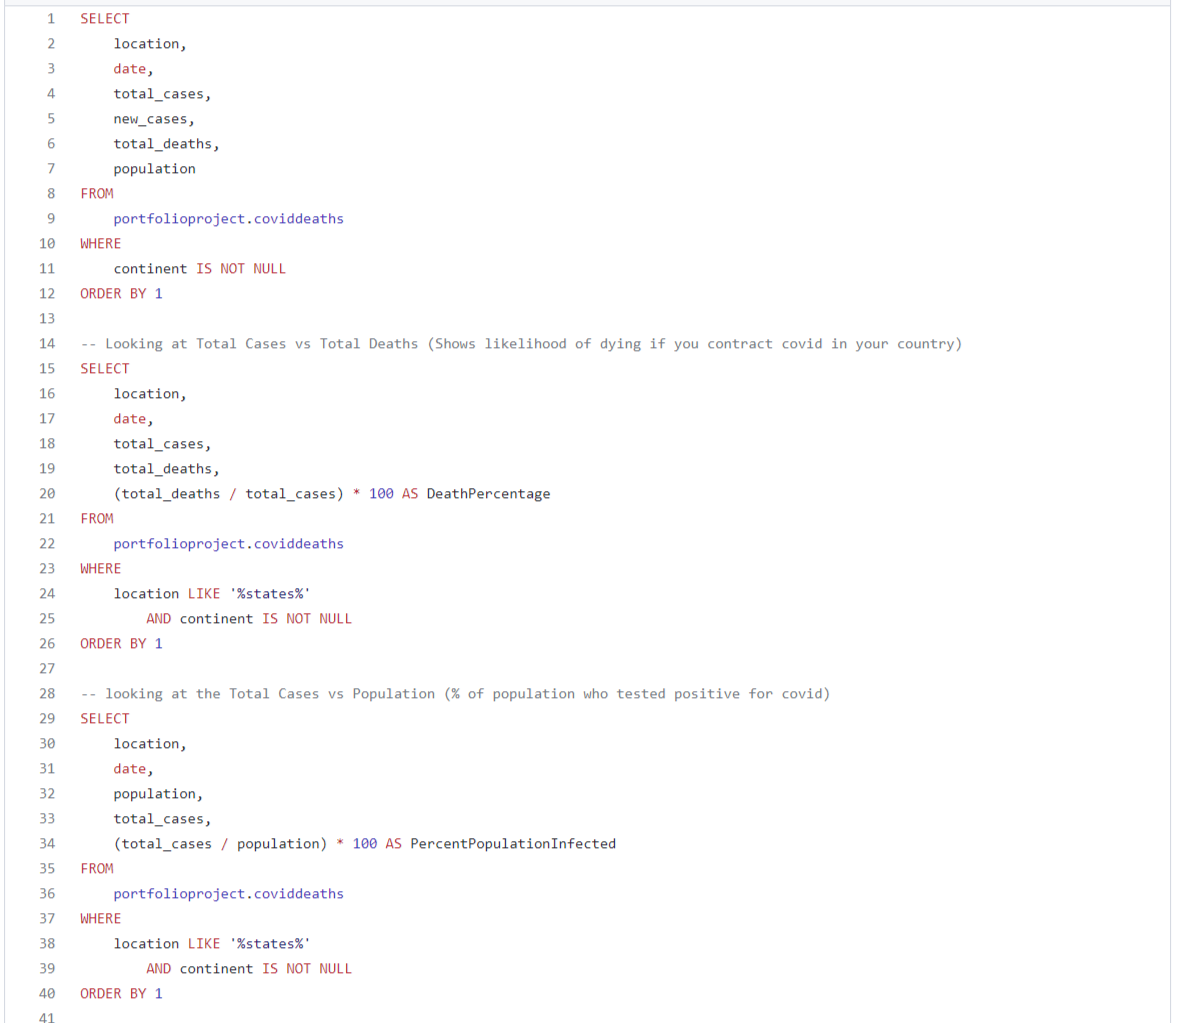 1 SELECT
2     location,
3     date,
4     total_cases,
5     new_cases,
6     total_deaths,
7     population
8 FROM
9     portfolioproject.coviddeaths
10 WHERE
11     continent IS NOT NULL
12 ORDER BY 1
13
14 -- Looking at Total Cases vs Total Deaths (Shows likelihood of dying if you contract covid in your country)
15 SELECT
16     location,
17     date,
18     total_cases,
19     total_deaths,
20     (total_deaths / total_cases) * 100 AS DeathPercentage
21 FROM
22     portfolioproject.coviddeaths
23 WHERE
24     location LIKE '%states%'
25         AND continent IS NOT NULL
26 ORDER BY 1
27
28 -- looking at the Total Cases vs Population (% of population who tested positive for covid)
29 SELECT
30     location,
31     date,
32     population,
33     total_cases,
34     (total_cases / population) * 100 AS PercentPopulationInfected
35 FROM
36     portfolioproject.coviddeaths
37 WHERE
38     location LIKE '%states%'
39         AND continent IS NOT NULL
40 ORDER BY 1
41